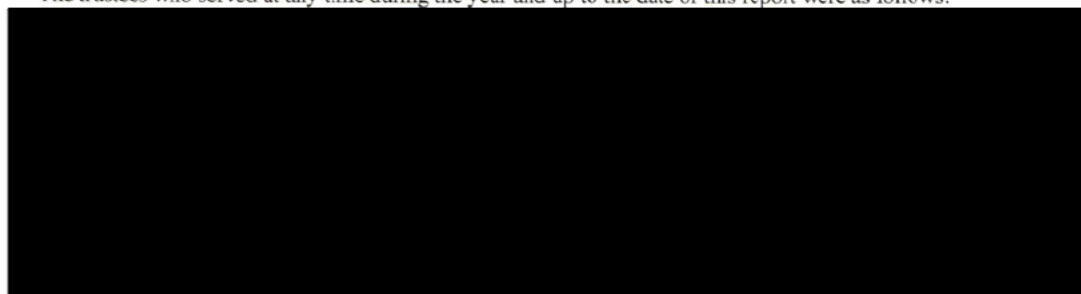 The trustees who served at any time during the year and up to the date of this report were as follows: